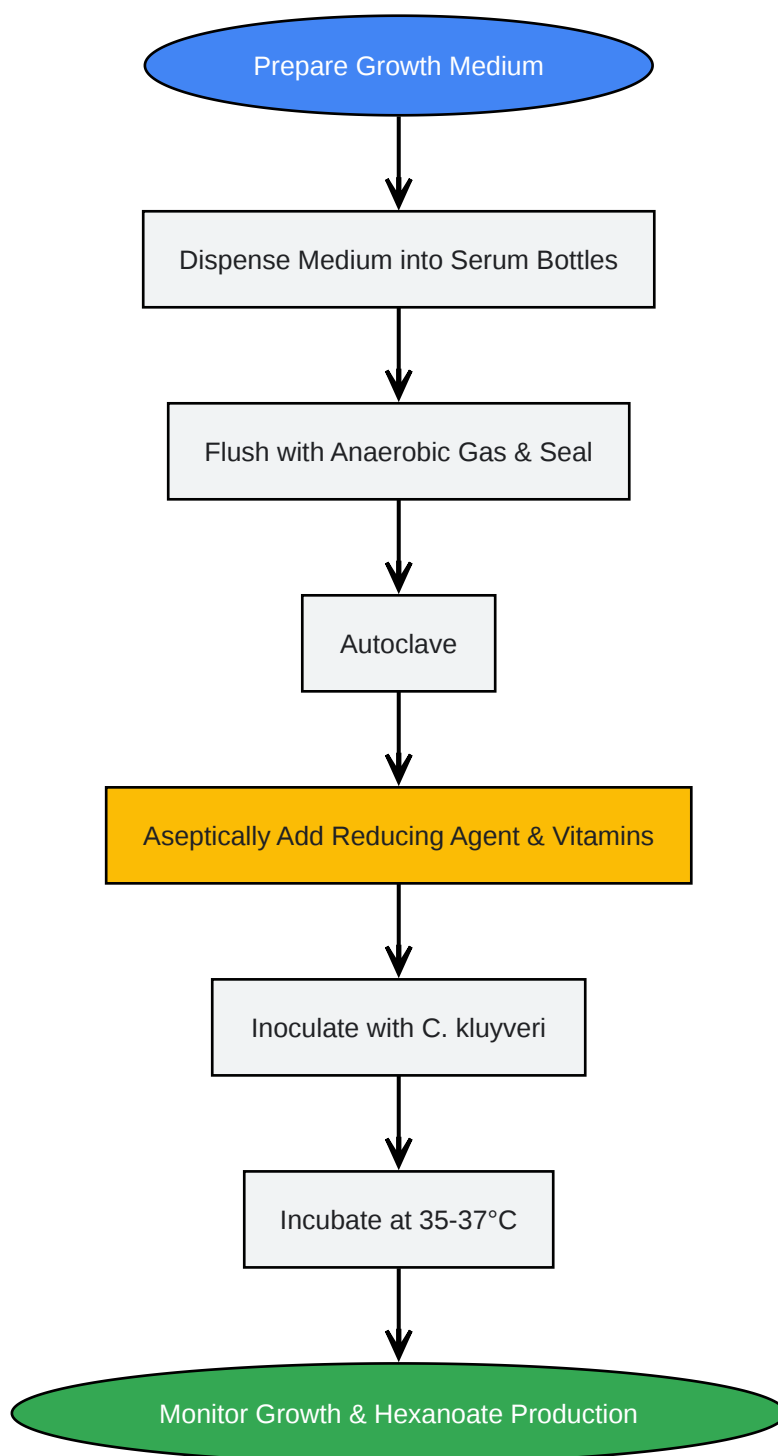 Prepare Growth Medium
Dispense Medium into Serum Bottles
Flush with Anaerobic Gas & Seal
Autoclave
Aseptically Add Reducing Agent & Vitamins
Inoculate with C. kluyveri
Incubate at 35-37°C
Monitor Growth & Hexanoate Production